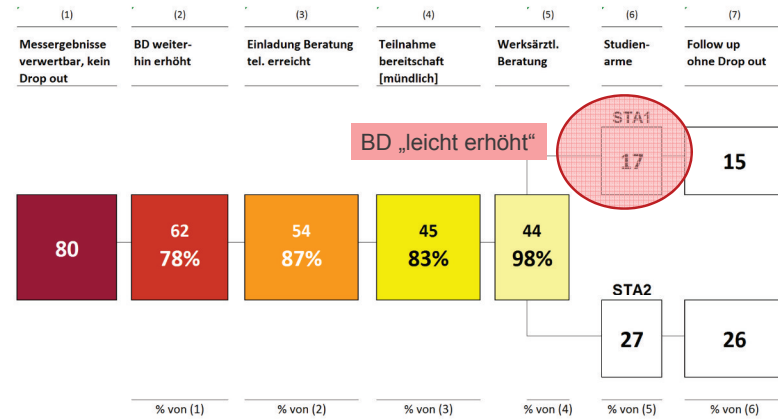 (1)
(2)
(3)
(4)
(5)
(6)
(7)
Messergebnisse
verwertbar, kein
Drop out
BD weiter-
hin erhöht
Einladung Beratung
tel. erreicht
Teilnahme
bereitschaft
[mündlich]
Werksärztl.
Beratung
Studien-
arme
Follow up
ohne Drop out
BD „leicht erhöht“
STA1
17
15
80
62
78%
54
87%
45
83%
44
98%
STA2
27
26
% von (1)
% von (2)
% von (3)
% von (4)
% von (5)
% von (6)